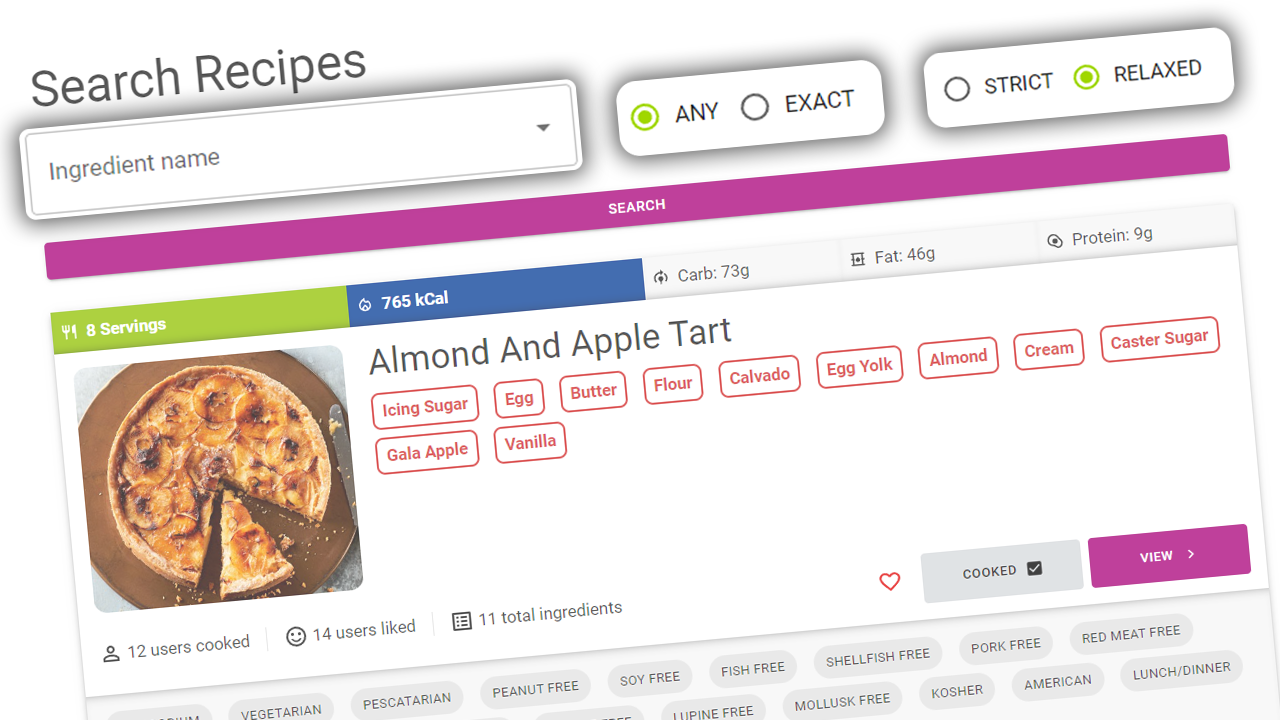 Search Recipes
Ingredient name
ANY EXACT
STRICT RELAXED
SEARCH
8 Servings 765 kCal Carb: 73g Fat: 46g Protein: 9g
Almond And Apple Tart
Icing Sugar Egg Butter Flour Calvado Egg Yolk Almond Cream Caster Sugar
Gala Apple Vanilla
COOKED VIEW
12 users cooked 14 users liked 11 total ingredients
VEGETARIAN PESCATARIAN PEANUT FREE SOY FREE FISH FREE SHELLFISH FREE PORK FREE RED MEAT FREE
LUPINE FREE MOLLUSK FREE KOSHER AMERICAN LUNCH/DINNER